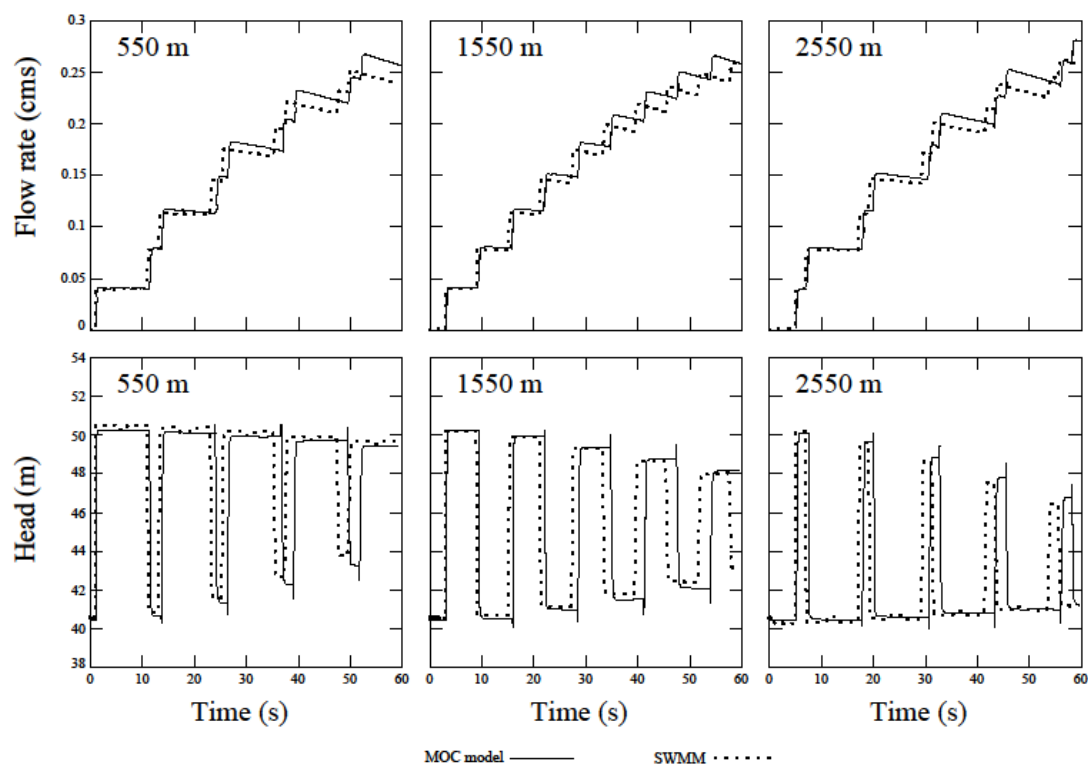 550 m 1550 m 2550 m
Flow rate (cms)
0.3
0.25
0.2
0.15
0.1
0.05
0
550 m 1550 m 2550 m
Head (m)
54
52
50
48
46
44
42
40
38
0 10 20 30 40 50 60 0 10 20 30 40 50 60 0 10 20 30 40 50 60
Time (s) Time (s) Time (s)
MOC model SWMM